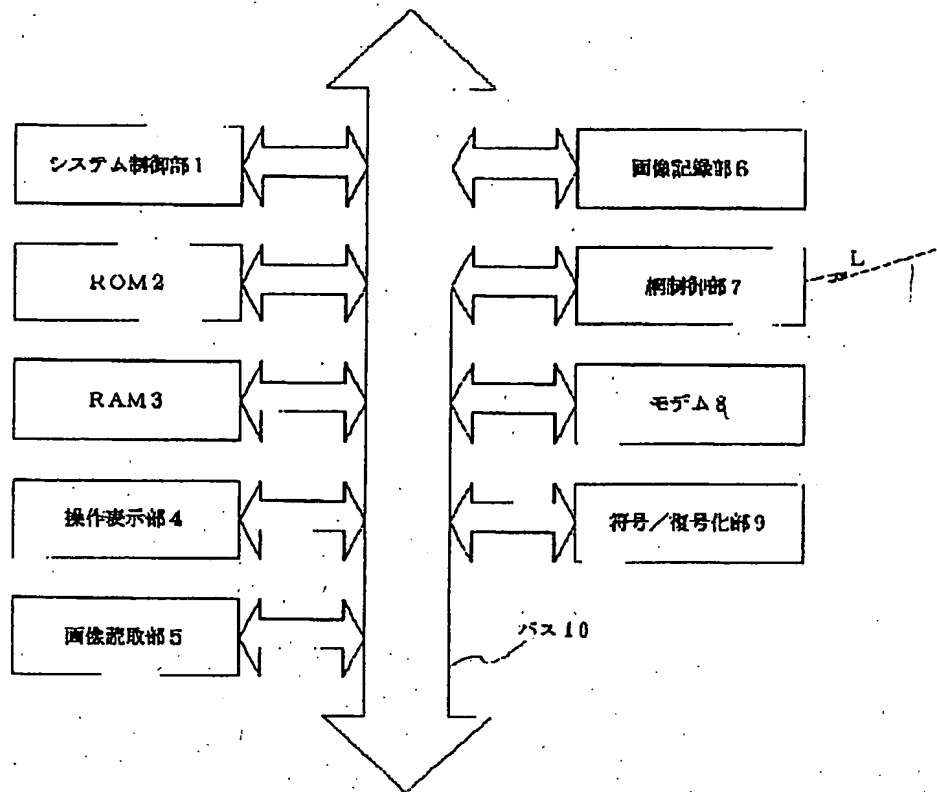 システム制御部1
ROM2
RAM3
操作表示部4
画像読取部5
画像記録部6
網制御部7
L
モデム8
符号／復号化部9
バス10